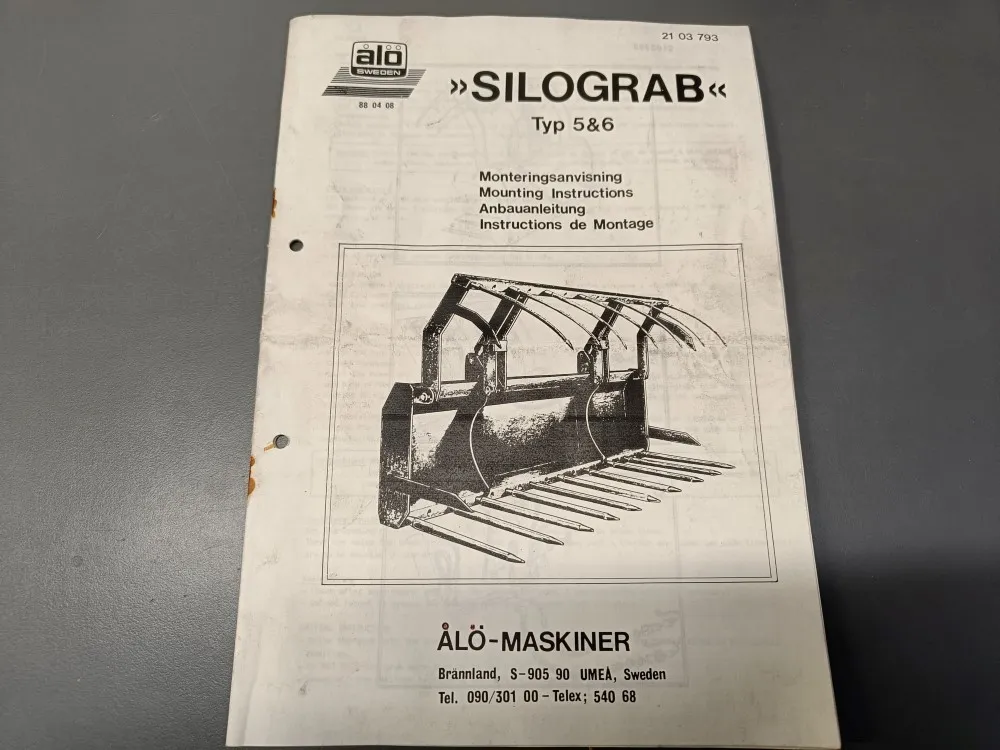 21 03 793
ålö
SWEDEN
88 04 08
»SILOGRAB«
Typ 5&6
Monteringsanvisning
Mounting Instructions
Anbauanleitung
Instructions de Montage
ÅLÖ-MASKINER
Brännland, S-905 90 UMEÅ, Sweden
Tel. 090/301 00 - Telex; 540 68